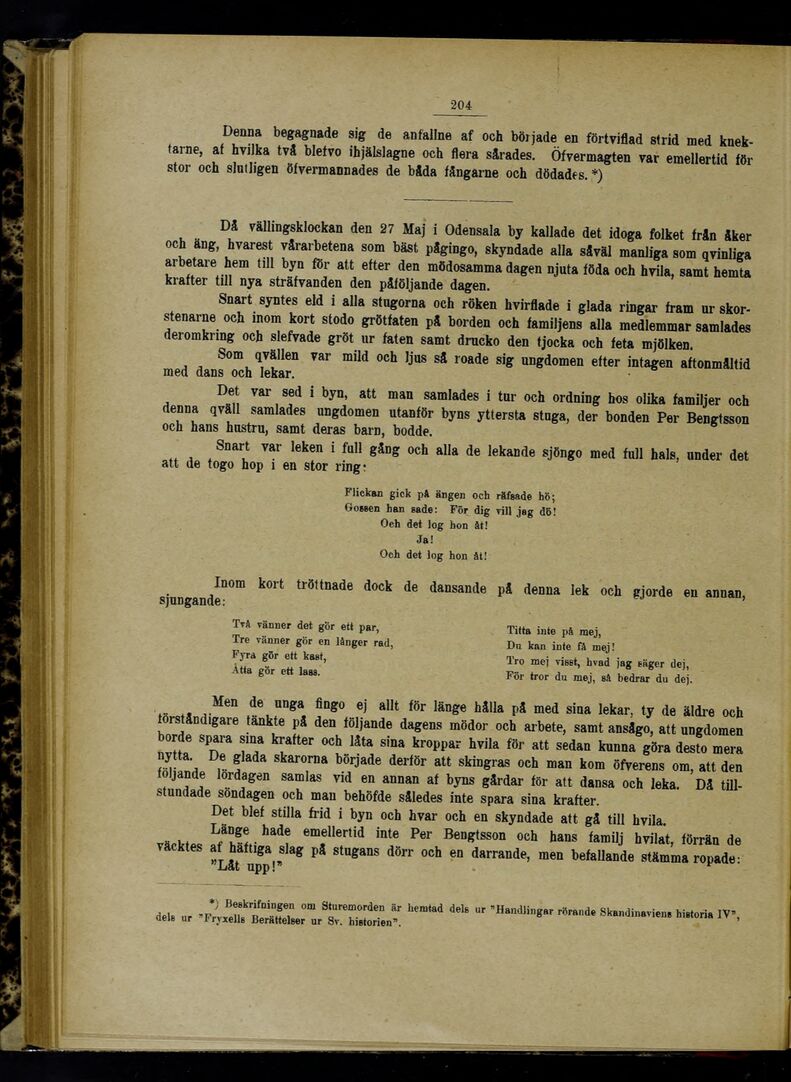 204
Denna begagnade sig de anfallne af och började en förtviflad strid med knek-
tarne, af hvilka två blefvo ihjälslagne och flera sårades. Öfvermagten var emellertid för
stor och slutligen öfvermannades de båda fångarne och dödades.*)
Då vällingsklockan den 27 Maj i Odensala by kallade det idoga folket från åker
och äng, hvarest vårarbetena som bäst pågingo, skyndade alla såväl manliga som qvinliga
arbetare hem till byn för att efter den mödosamma dagen njuta föda och hvila, samt hemta
krafter till nya sträfvanden den påföljande dagen.
Snart syntes eld i alla stugorna och röken hvirflade i glada ringar fram ur skor-
stenarne och inom kort stodo grötfaten på borden och familjens alla medlemmar samlades
deromkring och slefvade gröt ur faten samt drucko den tjocka och feta mjölken.
Som qvällen var mild och ljus så roade sig ungdomen efter intagen aftonmåltid
med dans och lekar.
Det var sed i byn, att man samlades i tur och ordning hos olika familjer och
denna qväll samlades ungdomen utanför byns yttersta stuga, der bonden Per Bengtsson
och hans hustru, samt deras barn, bodde.
Snart var leken i full gång och alla de lekande sjöngo med full hals, under det
att de togo hop i en stor ring:
Flickan gick på ängen och räfsade hö;
Gossen han sade: För dig vill jag dö!
Och det log hon åt!
Ja!
Och det log hon åt!
Inom kort tröttnade dock de dansande på denna lek och gjorde en annan,
sjungande:
Två vänner det gör ett par,
Tre vänner gör en långer rad,
Fyra gör ett kast,
Åtta gör ett lass.
Titta inte på mej,
Du kan inte få mej!
Tro mej visst, hvad jag säger dej,
För tror du mej, så bedrar du dej.
Men de unga fingo ej allt för länge hålla på med sina lekar, ty de äldre och
förståndigare tänkte på den följande dagens mödor och arbete, samt ansågo, att ungdomen
borde spara sina krafter och låta sina kroppar hvila för att sedan kunna göra desto mera
nytta. De glada skarorna började derför att skingras och man kom öfverens om, att den
följande lördagen samlas vid en annan af byns gårdar för att dansa och leka. Då till-
stundade söndagen och man behöfde således inte spara sina krafter.
Det blef stilla frid i byn och hvar och en skyndade att gå till hvila.
Länge hade emellertid inte Per Bengtsson och hans familj hvilat, förrän de
väcktes af häftiga slag på stugans dörr och en darrande, men befallande stämma ropade:
”Låt upp!”
*) Beskrifningen om Sturemorden är hemtad dels ur ”Handlingar rörande Skandinaviens historia IV”,
dels ur ”Fryxells Berättelser ur Sv. historien”.